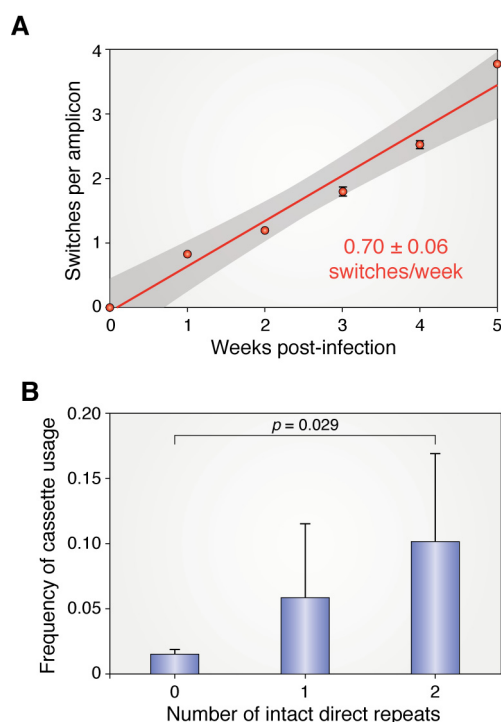 A
Switches per amplicon
4
3
2
1
0
0.70 ± 0.06
switches/week
0 1 2 3 4 5
Weeks post-infection
B
Frequency of cassette usage
0.20
0.15
0.10
0.05
0
p = 0.029
0 1 2
Number of intact direct repeats